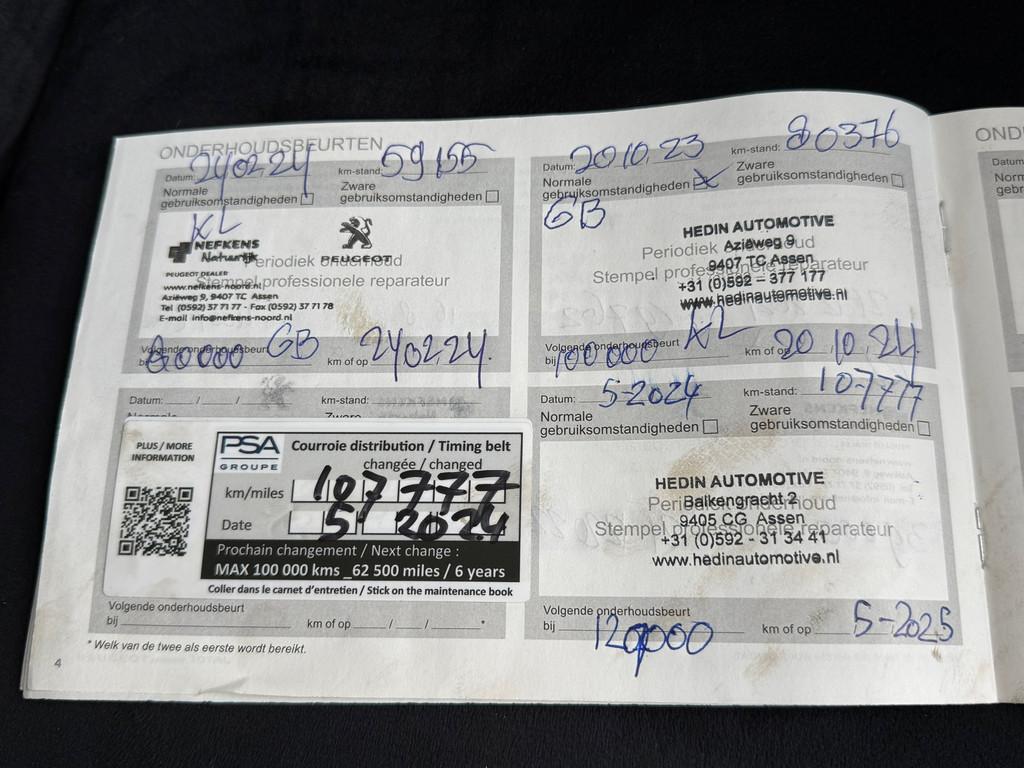 ONDERHOUDSBEURTEN
Datum: 240224 km-stand: 59155
Normale gebruiksomstandigheden
Zware gebruiksomstandigheden
KL
NEFKENS
Natuurlijk
PEUGEOT
Periodiek onderhoud
Stempel professionele reparateur
PEUGEOT DEALER
www.nefkens-noord.nl
Aziëweg 9, 9407 TC Assen
Tel (0592) 37 71 77 - Fax (0592) 37 71 78
E-mail info@nefkens-noord.nl
Volgende onderhoudsbeurt
bij 80000 GB km of op 240224.
Datum: / / km-stand:
Zware
PLUS / MORE
INFORMATION
PSA
GROUPE
Courroie distribution / Timing belt
changée / changed
km/miles 107777
Date 5 2024
Prochain changement / Next change :
MAX 100 000 kms _62 500 miles / 6 years
Coller dans le carnet d'entretien / Stick on the maintenance book
Volgende onderhoudsbeurt
bij km of op / / *
* Welk van de twee als eerste wordt bereikt.
4
Datum: 20 10. 23 km-stand: 80376
Normale gebruiksomstandigheden
Zware gebruiksomstandigheden
GB
Periodiek onderhoud
Stempel professionele reparateur
HEDIN AUTOMOTIVE
Aziëweg 9
9407 TC Assen
+31 (0)592 – 377 177
www.hedinautomotive.nl
KL
Volgende onderhoudsbeurt
bij 100000 km of op 20 10. 24
Datum: 5-2024 km-stand: 107777
Normale gebruiksomstandigheden
Zware gebruiksomstandigheden
Periodiek onderhoud
Stempel professionele reparateur
HEDIN AUTOMOTIVE
Balkengracht 2
9405 CG Assen
+31 (0)592 - 31 34 41
www.hedinautomotive.nl
Volgende onderhoudsbeurt
bij 120000 km of op 5-2025
OND
Datum: